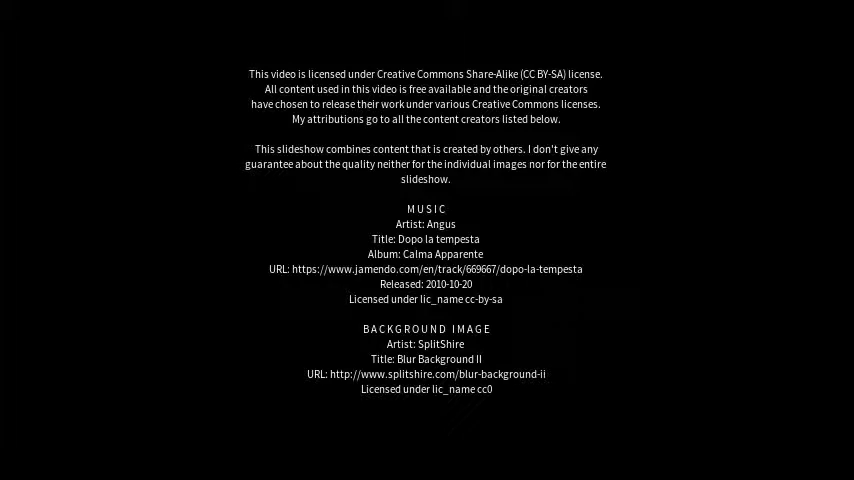 This video is licensed under Creative Commons Share-Alike (CC BY-SA) license.
All content used in this video is free available and the original creators
have chosen to release their work under various Creative Commons licenses.
My attributions go to all the content creators listed below.
This slideshow combines content that is created by others. I don't give any
guarantee about the quality neither for the individual images nor for the entire
slideshow.
MUSIC
Artist: Angus
Title: Dopo la tempesta
Album: Calma Apparente
URL: https://www.jamendo.com/en/track/669667/dopo-la-tempesta
Released: 2010-10-20
Licensed under lic_name cc-by-sa
BACKGROUND IMAGE
Artist: SplitShire
Title: Blur Background II
URL: http://www.splitshire.com/blur-background-ii
Licensed under lic_name cc0